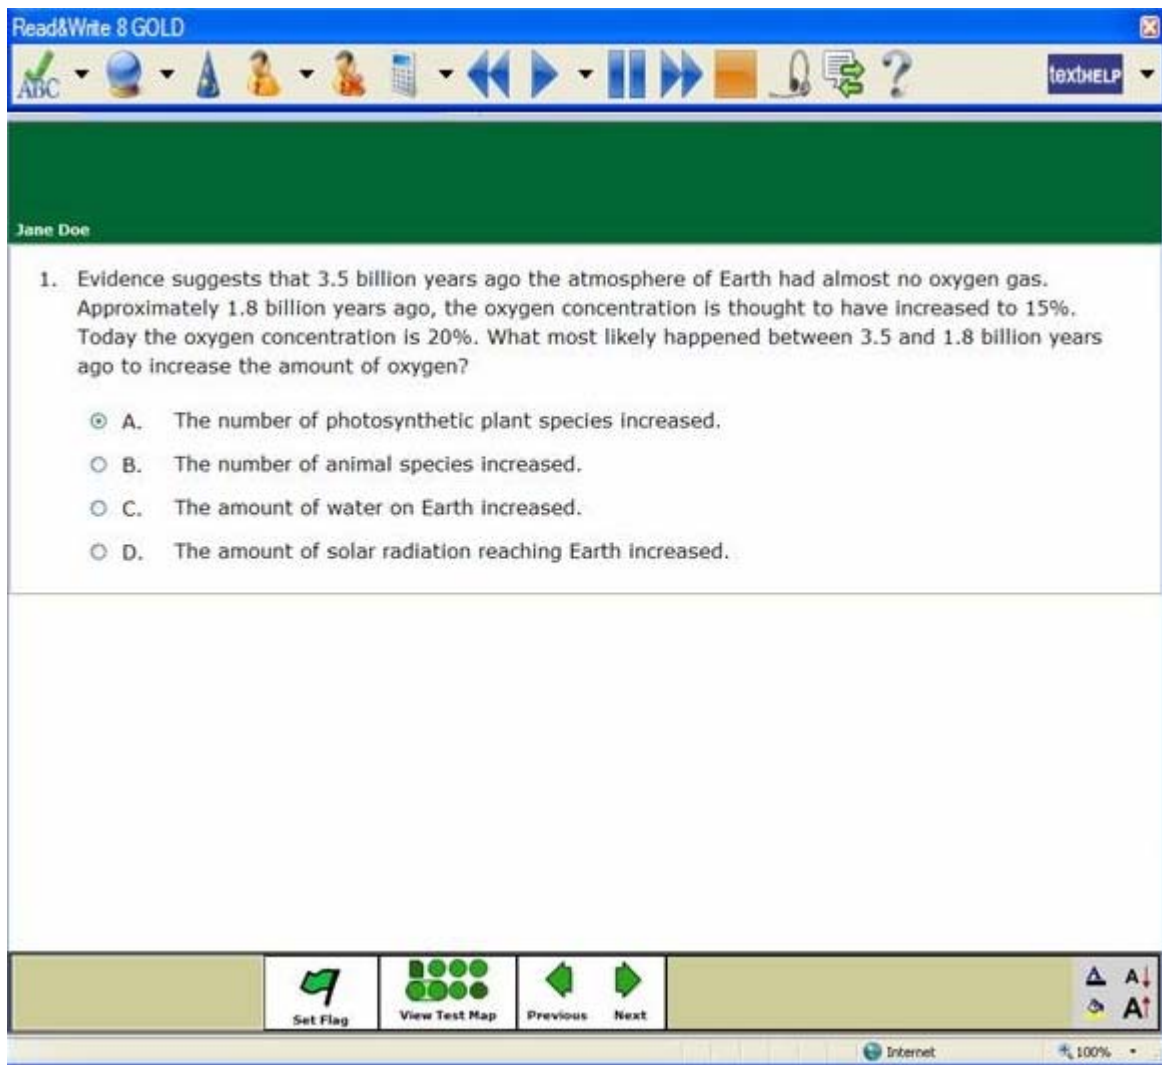 Read&Write 8 GOLD
ABC
textHELP
Jane Doe
1. Evidence suggests that 3.5 billion years ago the atmosphere of Earth had almost no oxygen gas.
Approximately 1.8 billion years ago, the oxygen concentration is thought to have increased to 15%.
Today the oxygen concentration is 20%. What most likely happened between 3.5 and 1.8 billion years
ago to increase the amount of oxygen?
A. The number of photosynthetic plant species increased.
B. The number of animal species increased.
C. The amount of water on Earth increased.
D. The amount of solar radiation reaching Earth increased.
Set Flag View Test Map Previous Next
A A
A
Internet 100%